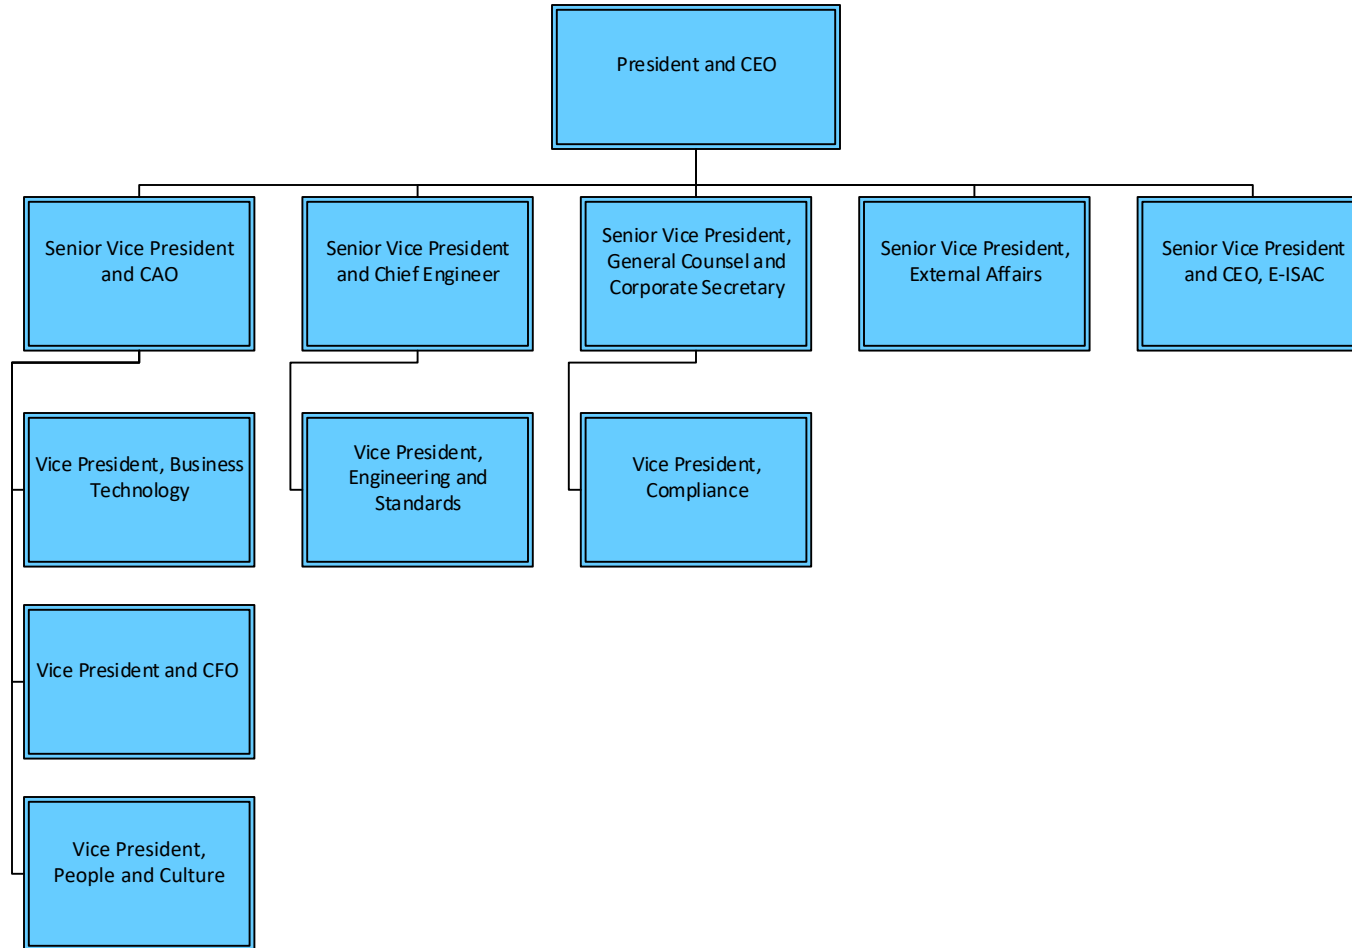 President and CEO
Senior Vice President
and CAO
Senior Vice President
and Chief Engineer
Senior Vice President,
General Counsel and
Corporate Secretary
Senior Vice President,
External Affairs
Senior Vice President
and CEO, E-ISAC
Vice President, Business
Technology
Vice President,
Engineering and
Standards
Vice President,
Compliance
Vice President and CFO
Vice President,
People and Culture